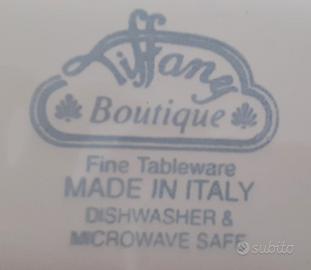 Tiffany
Boutique
Fine Tableware
MADE IN ITALY
DISHWASHER &
MICROWAVE SAFE
subito